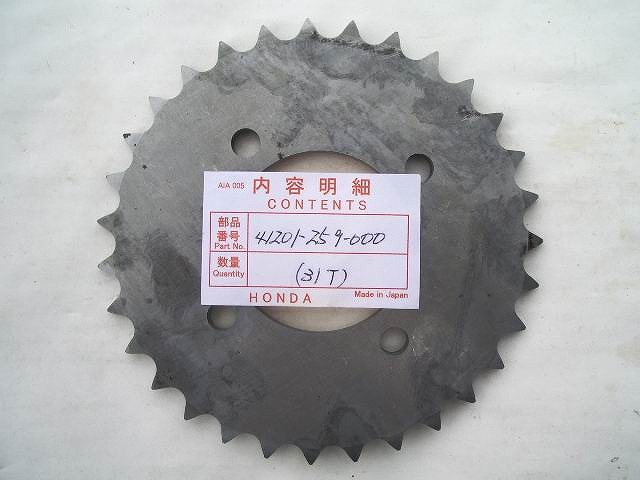 AIA 005 内容明細
CONTENTS
部品
番号
Part No.
41201-259-000
数量
Quantity
(31T)
HONDA Made in Japan